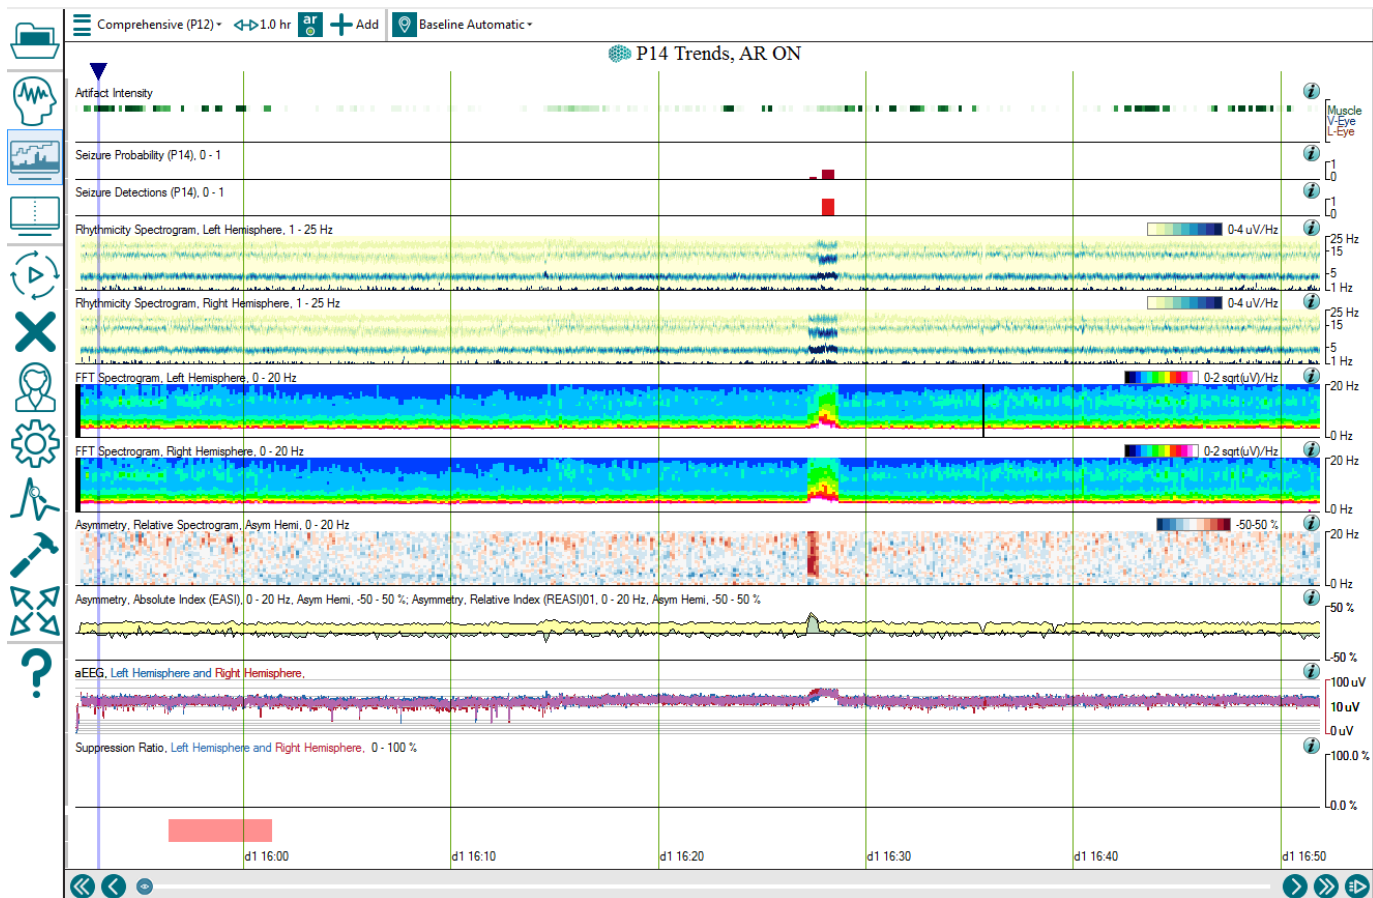 Comprehensive (P12) 1.0 hr ar Add Baseline Automatic
P14 Trends, AR ON
Artifact Intensity
Muscle
V-Eye
L-Eye
Seizure Probability (P14), 0 - 1
1
0
Seizure Detections (P14), 0 - 1
1
0
Rhythmicity Spectrogram, Left Hemisphere, 1 - 25 Hz
0-4 uV/Hz
25 Hz
15
5
1 Hz
Rhythmicity Spectrogram, Right Hemisphere, 1 - 25 Hz
0-4 uV/Hz
25 Hz
15
5
1 Hz
FFT Spectrogram, Left Hemisphere, 0 - 20 Hz
0-2 sqrt(uV)/Hz
20 Hz
0 Hz
FFT Spectrogram, Right Hemisphere, 0 - 20 Hz
0-2 sqrt(uV)/Hz
20 Hz
0 Hz
Asymmetry, Relative Spectrogram, Asym Hemi, 0 - 20 Hz
-50-50 %
20 Hz
0 Hz
Asymmetry, Absolute Index (EASI), 0 - 20 Hz, Asym Hemi, -50 - 50 %; Asymmetry, Relative Index (REASI)01, 0 - 20 Hz, Asym Hemi, -50 - 50 %
50 %
-50 %
aEEG, Left Hemisphere and Right Hemisphere,
100 uV
10 uV
0 uV
Suppression Ratio, Left Hemisphere and Right Hemisphere, 0 - 100 %
100.0 %
0.0 %
d1 16:00 d1 16:10 d1 16:20 d1 16:30 d1 16:40 d1 16:50